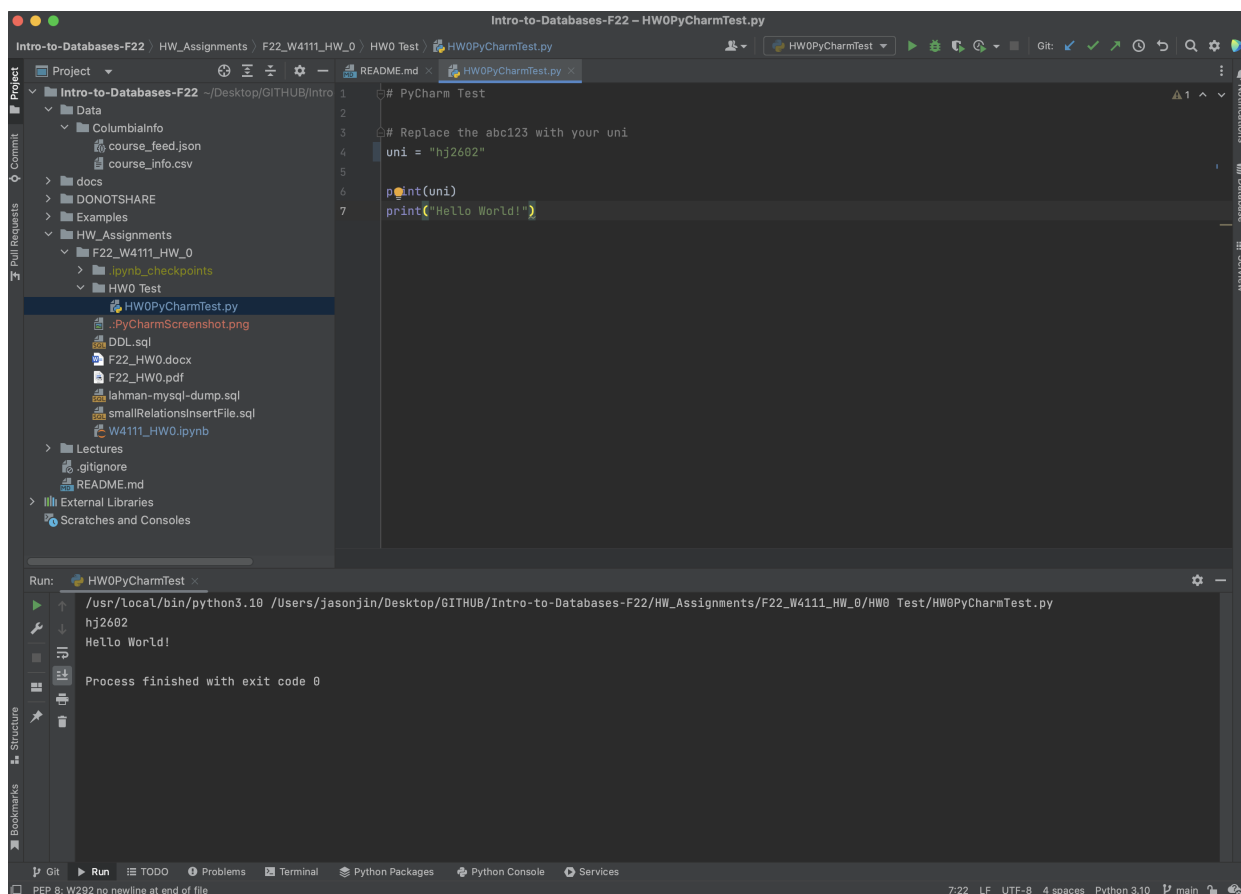 Intro-to-Databases-F22 – HW0PyCharmTest.py
Intro-to-Databases-F22 〉 HW_Assignments 〉 F22_W4111_HW_0 〉 HW0 Test 〉 HW0PyCharmTest.py
HW0PyCharmTest
Git:
Project
README.md
HW0PyCharmTest.py
Project
Commit
Pull Requests
Structure
Bookmarks
Intro-to-Databases-F22 ~/Desktop/GITHUB/Intro
Data
ColumbiaInfo
course_feed.json
course_info.csv
docs
DONOTSHARE
Examples
HW_Assignments
F22_W4111_HW_0
.ipynb_checkpoints
HW0 Test
HW0PyCharmTest.py
.:PyCharmScreenshot.png
DDL.sql
F22_HW0.docx
F22_HW0.pdf
lahman-mysql-dump.sql
smallRelationsInsertFile.sql
W4111_HW0.ipynb
Lectures
.gitignore
README.md
External Libraries
Scratches and Consoles
1 # PyCharm Test
2
3 # Replace the abc123 with your uni
4 uni = "hj2602"
5
6 print(uni)
7 print("Hello World!")
1
Notifications
Database
SciView
Run: HW0PyCharmTest
/usr/local/bin/python3.10 /Users/jasonjin/Desktop/GITHUB/Intro-to-Databases-F22/HW_Assignments/F22_W4111_HW_0/HW0 Test/HW0PyCharmTest.py
hj2602
Hello World!
Process finished with exit code 0
Git Run TODO Problems Terminal Python Packages Python Console Services
PEP 8: W292 no newline at end of file
7:22 LF UTF-8 4 spaces Python 3.10 main